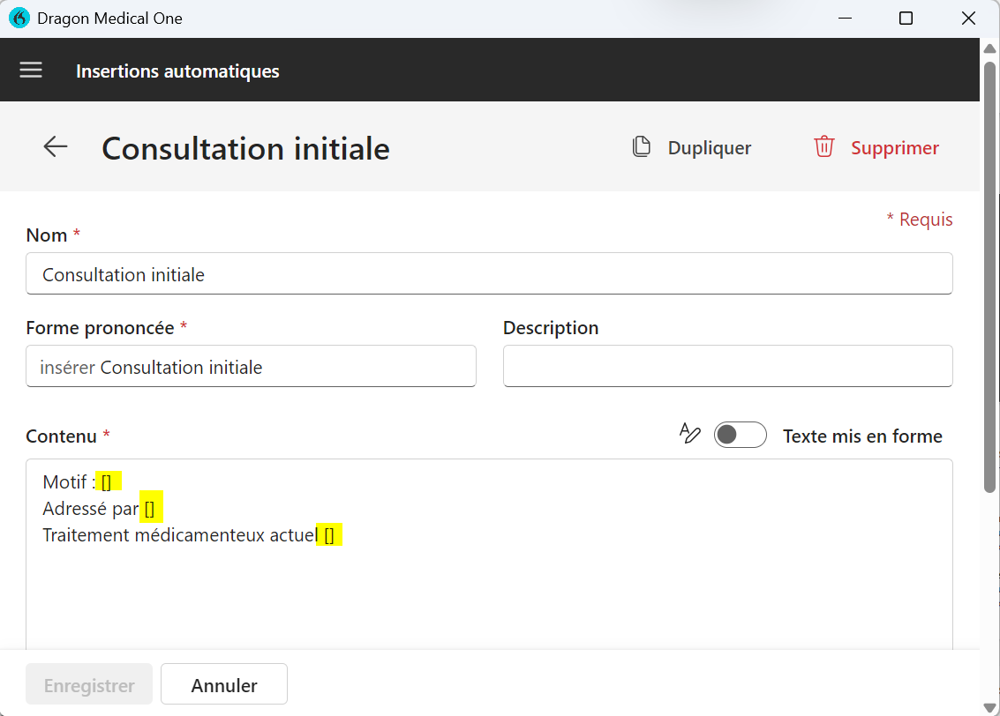 Dragon Medical One
Insertions automatiques
Consultation initiale
Dupliquer
Supprimer
* Requis
Nom *
Consultation initiale
Forme prononcée *
Description
insérer Consultation initiale
Contenu *
Texte mis en forme
Motif : []
Adressé par []
Traitement médicamenteux actuel []
Enregistrer
Annuler